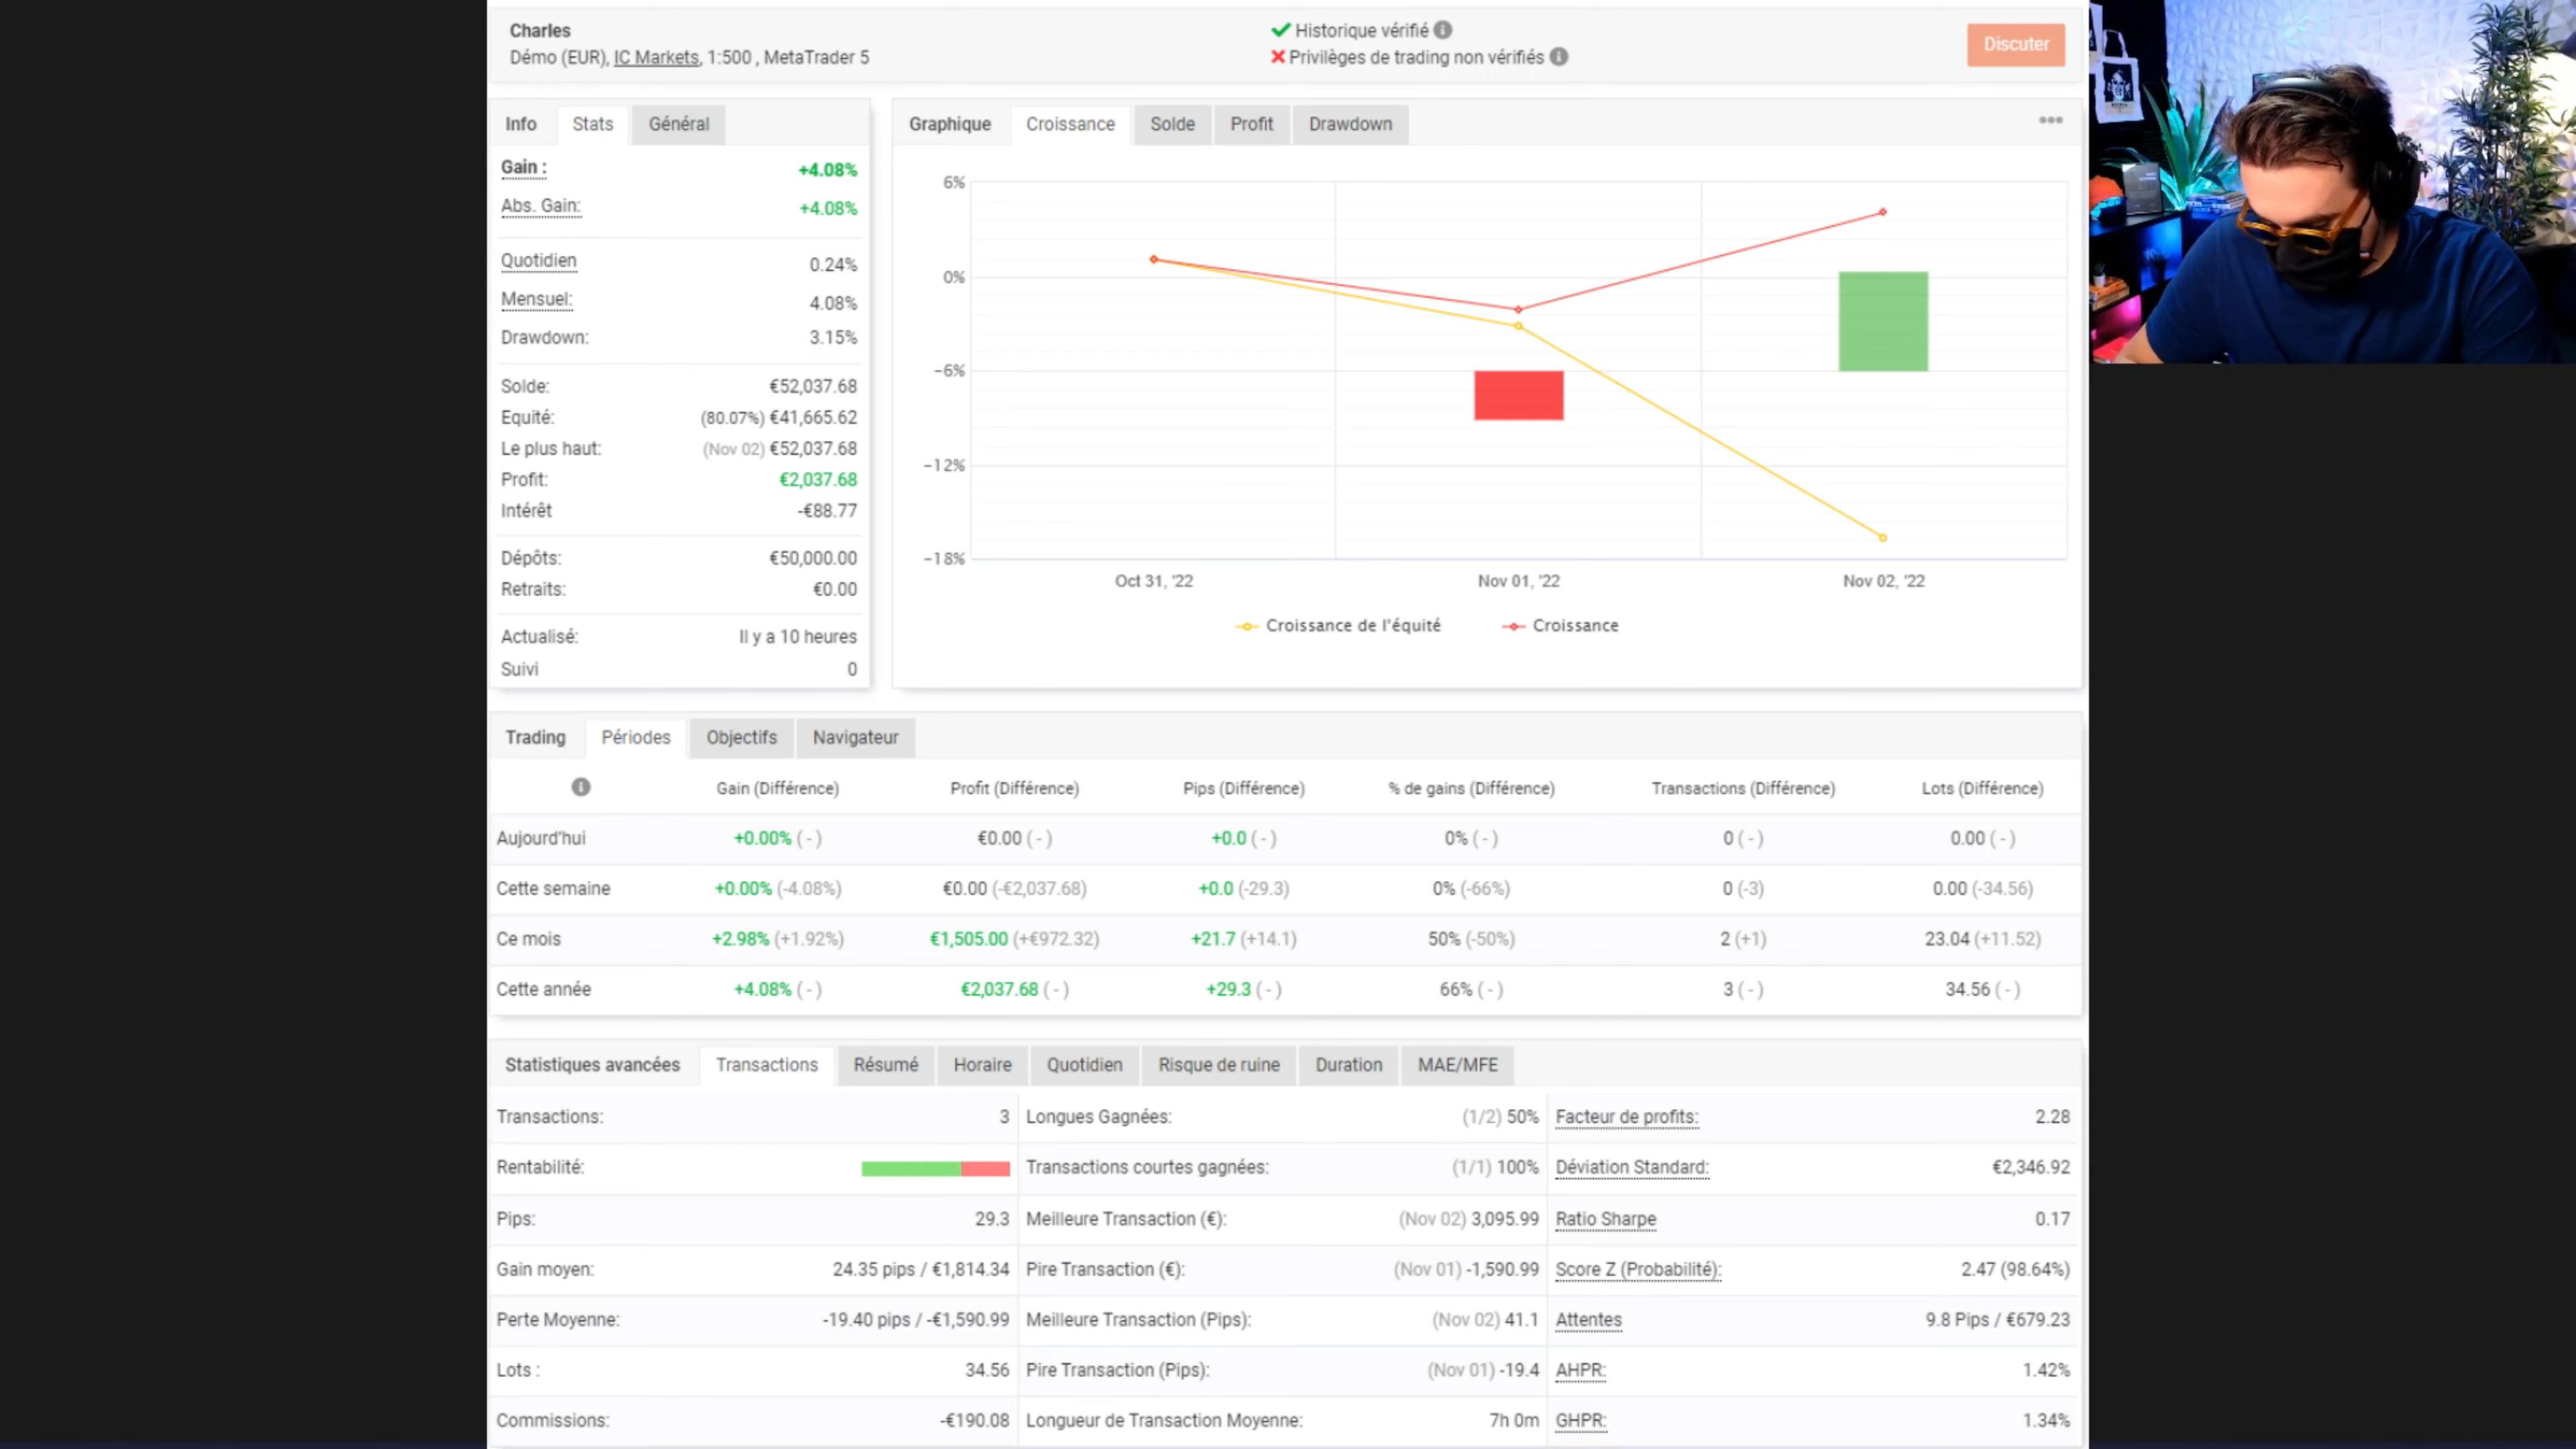 Charles
Démo (EUR), IC Markets, 1:500 , MetaTrader 5
Historique vérifié
Privilèges de trading non vérifiés
Discuter
Info Stats Général
Gain : +4.08%
Abs. Gain: +4.08%
Quotidien 0.24%
Mensuel: 4.08%
Drawdown: 3.15%
Solde: €52,037.68
Equité: (80.07%) €41,665.62
Le plus haut: (Nov 02) €52,037.68
Profit: €2,037.68
Intérêt -€88.77
Dépôts: €50,000.00
Retraits: €0.00
Actualisé: Il y a 10 heures
Suivi 0
Graphique Croissance Solde Profit Drawdown
6%
0%
-6%
-12%
-18%
Oct 31, '22 Nov 01, '22 Nov 02, '22
Croissance de l'équité Croissance
Trading Périodes Objectifs Navigateur
Gain (Différence) Profit (Différence) Pips (Différence) % de gains (Différence) Transactions (Différence) Lots (Différence)
Aujourd'hui +0.00% ( - ) €0.00 ( - ) +0.0 ( - ) 0% ( - ) 0 ( - ) 0.00 ( - )
Cette semaine +0.00% (-4.08%) €0.00 (-€2,037.68) +0.0 (-29.3) 0% (-66%) 0 (-3) 0.00 (-34.56)
Ce mois +2.98% (+1.92%) €1,505.00 (+€972.32) +21.7 (+14.1) 50% (-50%) 2 (+1) 23.04 (+11.52)
Cette année +4.08% ( - ) €2,037.68 ( - ) +29.3 ( - ) 66% ( - ) 3 ( - ) 34.56 ( - )
Statistiques avancées Transactions Résumé Horaire Quotidien Risque de ruine Duration MAE/MFE
Transactions: 3 Longues Gagnées: (1/2) 50% Facteur de profits: 2.28
Rentabilité: Transactions courtes gagnées: (1/1) 100% Déviation Standard: €2,346.92
Pips: 29.3 Meilleure Transaction (€): (Nov 02) 3,095.99 Ratio Sharpe 0.17
Gain moyen: 24.35 pips / €1,814.34 Pire Transaction (€): (Nov 01) -1,590.99 Score Z (Probabilité): 2.47 (98.64%)
Perte Moyenne: -19.40 pips / -€1,590.99 Meilleure Transaction (Pips): (Nov 02) 41.1 Attentes 9.8 Pips / €679.23
Lots : 34.56 Pire Transaction (Pips): (Nov 01) -19.4 AHPR: 1.42%
Commissions: -€190.08 Longueur de Transaction Moyenne: 7h 0m GHPR: 1.34%